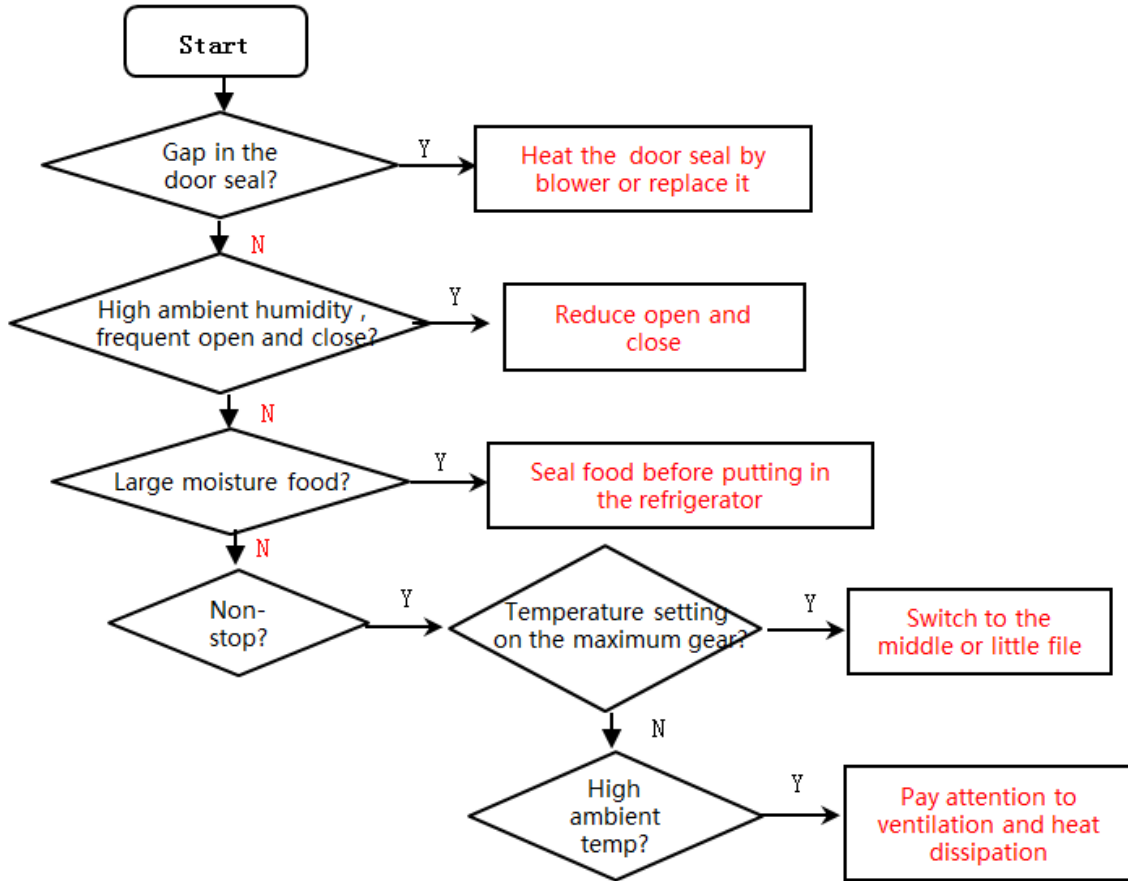 Start
Gap in the
door seal?
Y
Heat the door seal by
blower or replace it
N
High ambient humidity ,
frequent open and close?
Y
Reduce open and
close
N
Large moisture food?
Y
Seal food before putting in
the refrigerator
N
Non-
stop?
Y
Temperature setting
on the maximum gear?
Y
Switch to the
middle or little file
N
High
ambient
temp?
Y
Pay attention to
ventilation and heat
dissipation